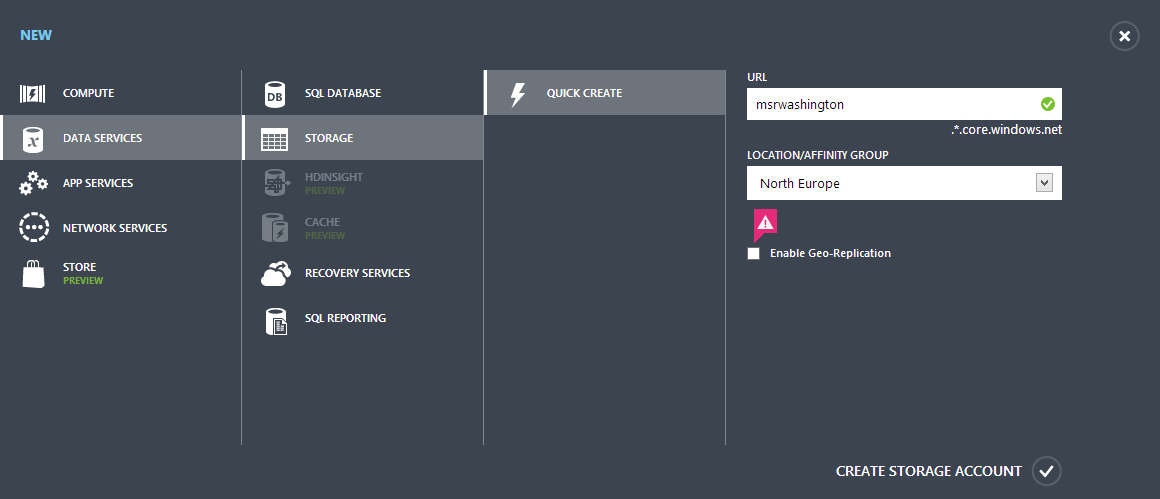 NEW
COMPUTE
DATA SERVICES
APP SERVICES
NETWORK SERVICES
STORE
PREVIEW
DB
SQL DATABASE
STORAGE
HDINSIGHT
PREVIEW
CACHE
PREVIEW
RECOVERY SERVICES
SQL REPORTING
QUICK CREATE
URL
msrwashington
.*.core.windows.net
LOCATION/AFFINITY GROUP
North Europe
Enable Geo-Replication
CREATE STORAGE ACCOUNT